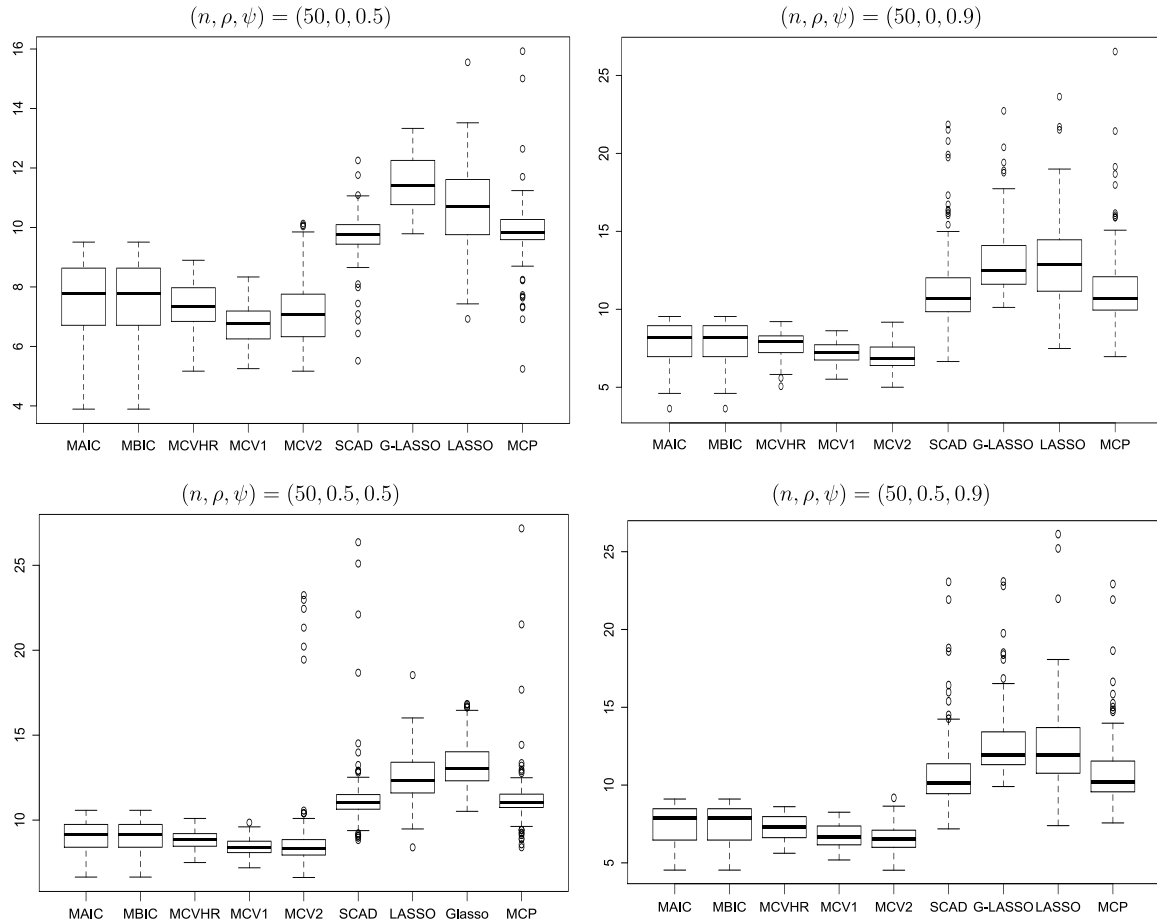 (n, ρ, ψ) = (50, 0, 0.5)
16
14
12
10
8
6
4
MAIC MBIC MCVHR MCV1 MCV2 SCAD G-LASSO LASSO MCP
(n, ρ, ψ) = (50, 0, 0.9)
25
20
15
10
5
MAIC MBIC MCVHR MCV1 MCV2 SCAD G-LASSO LASSO MCP
(n, ρ, ψ) = (50, 0.5, 0.5)
25
20
15
10
MAIC MBIC MCVHR MCV1 MCV2 SCAD LASSO Glasso MCP
(n, ρ, ψ) = (50, 0.5, 0.9)
25
20
15
10
5
MAIC MBIC MCVHR MCV1 MCV2 SCAD G-LASSO LASSO MCP